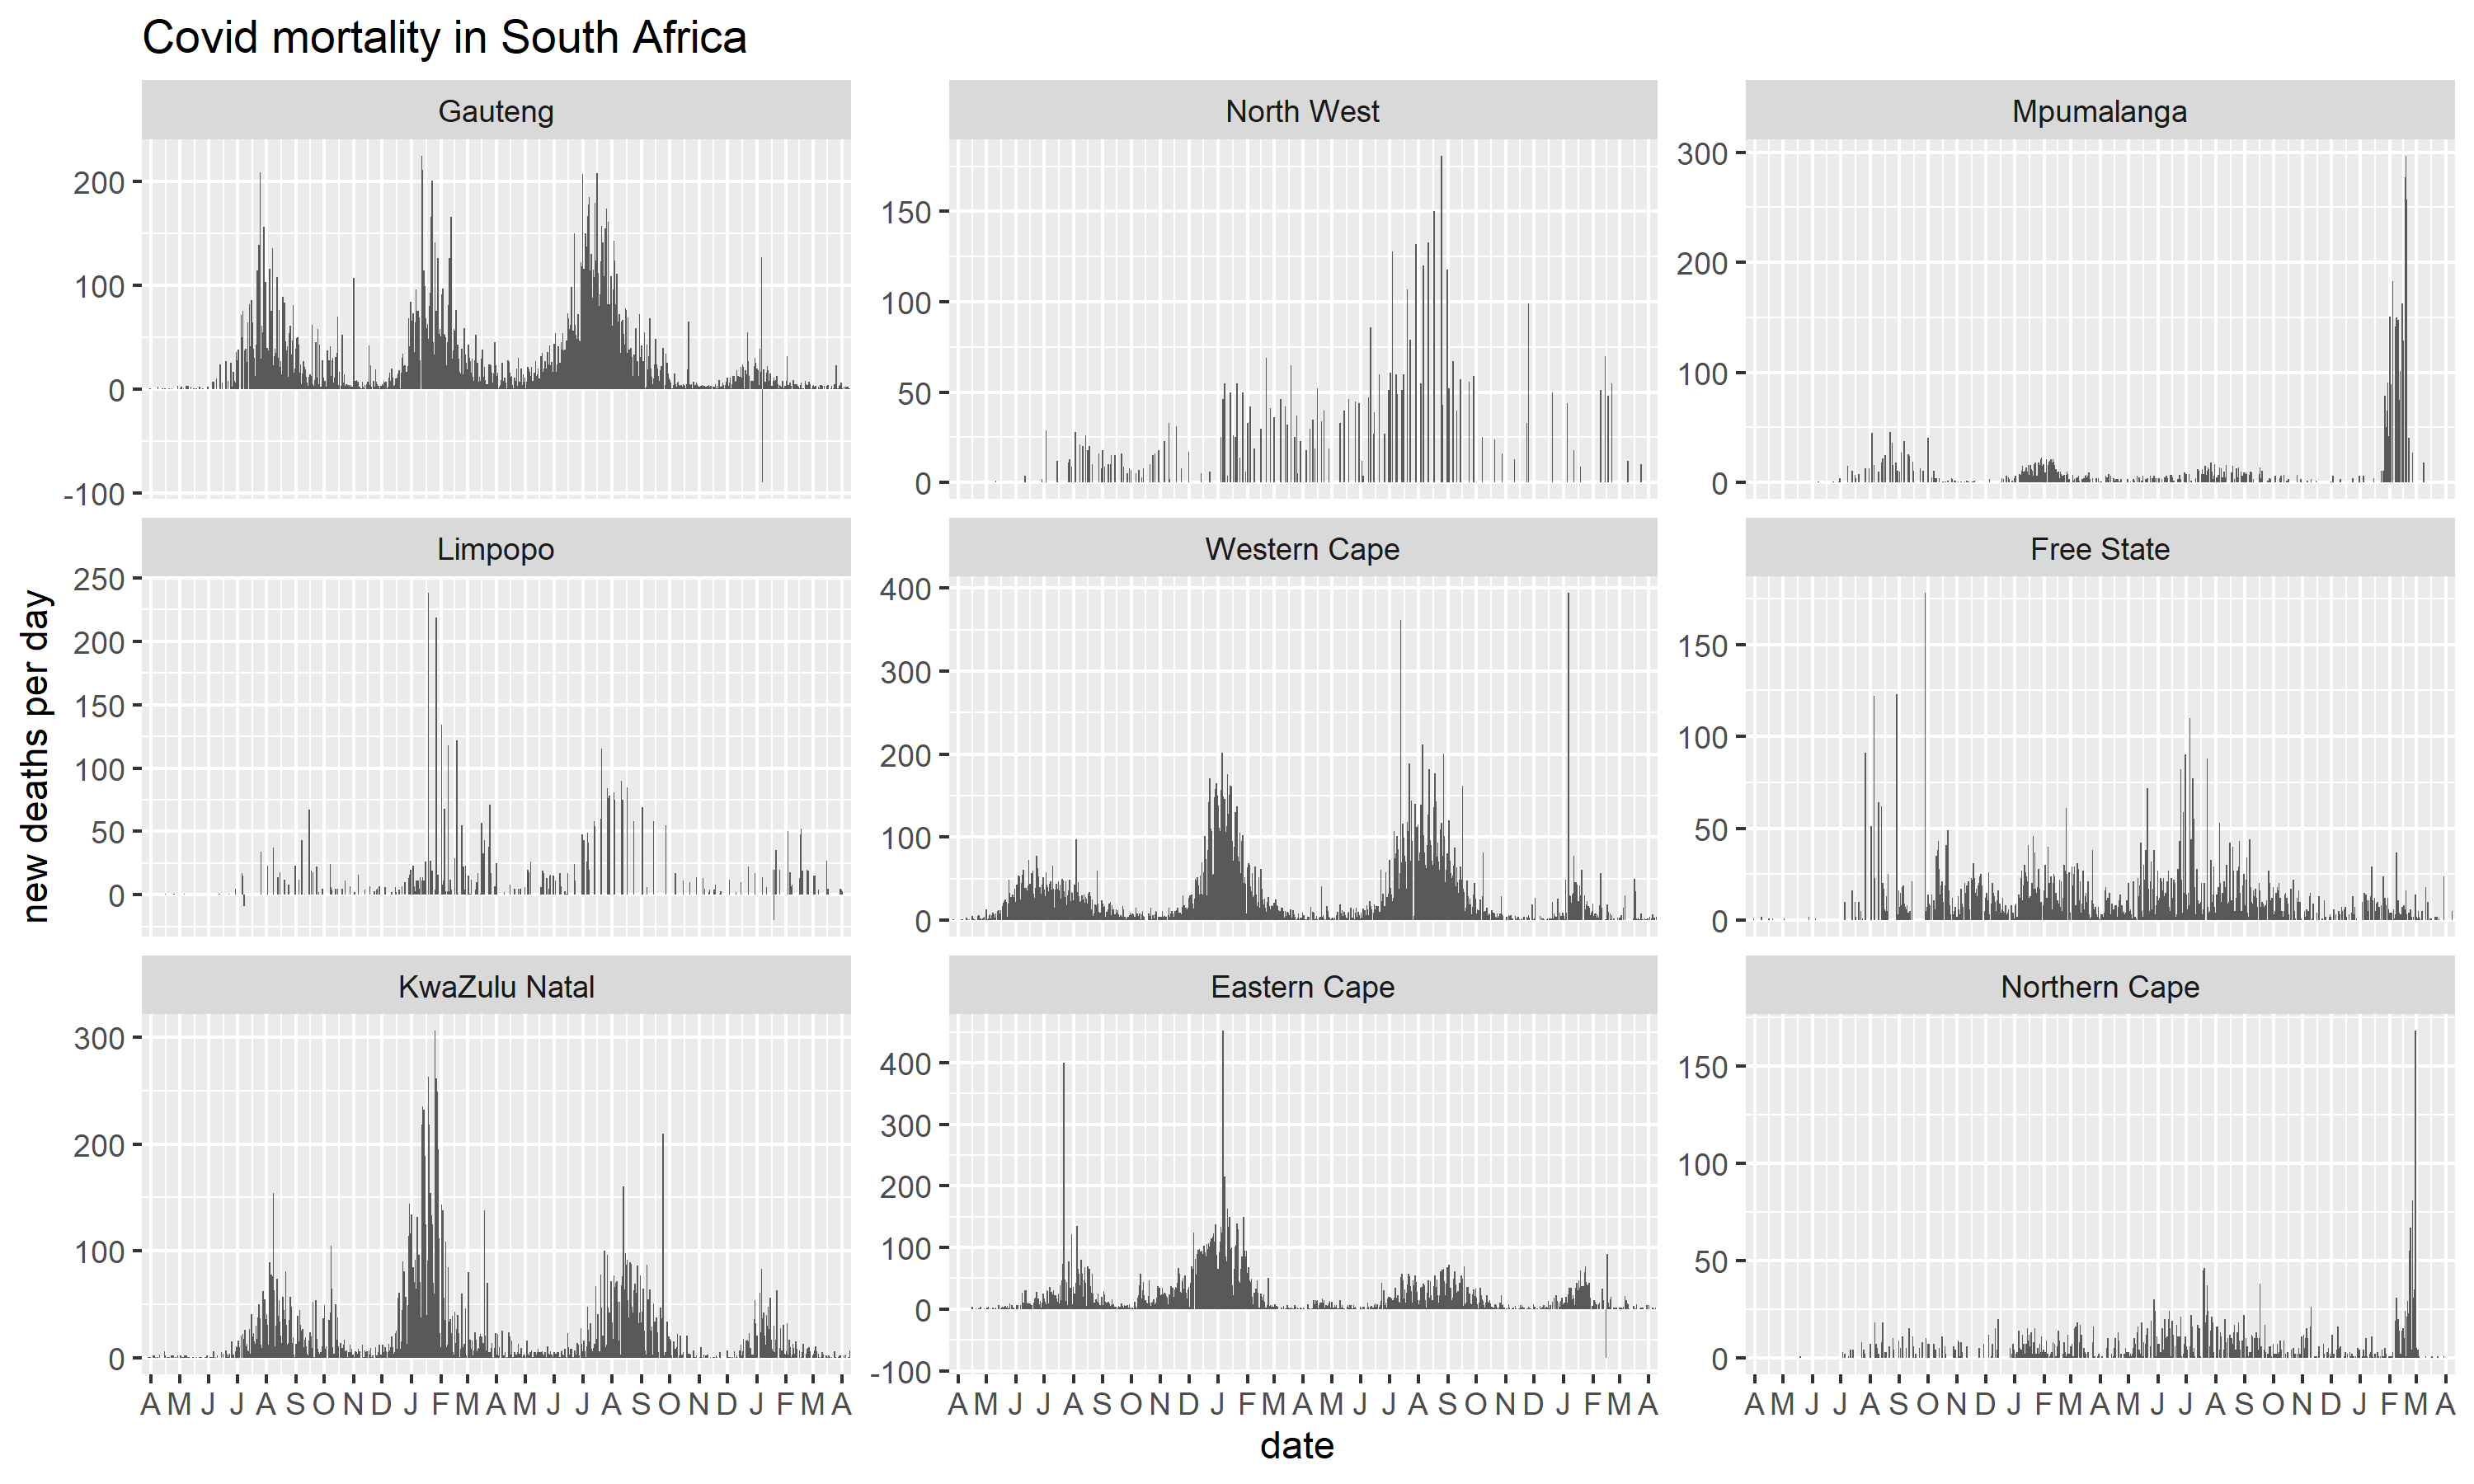 Covid mortality in South Africa
Gauteng
200
100
0
-100
North West
150
100
50
0
Mpumalanga
300
200
100
0
Limpopo
250
200
150
100
50
0
Western Cape
400
300
200
100
0
Free State
150
100
50
0
KwaZulu Natal
300
200
100
0
Eastern Cape
400
300
200
100
0
-100
Northern Cape
150
100
50
0
A M J J A S O N D J F M A M J J A S O N D J F M A
A M J J A S O N D J F M A M J J A S O N D J F M A
A M J J A S O N D J F M A M J J A S O N D J F M A
date
new deaths per day